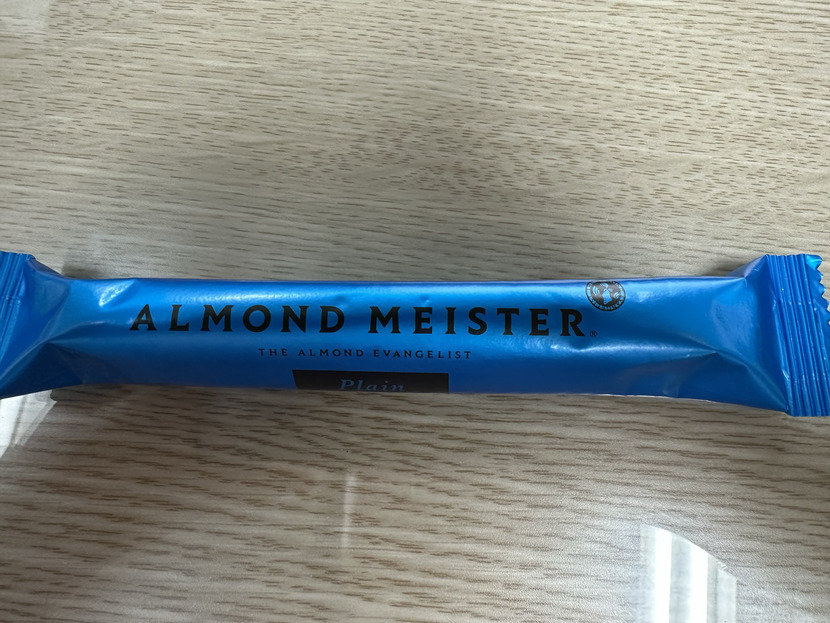 ALMOND MEISTER®
THE ALMOND EVANGELIST
Plain